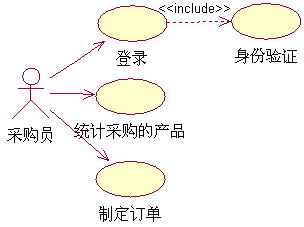 <<include>>
登录
身份验证
采购员
统计采购的产品
制定订单